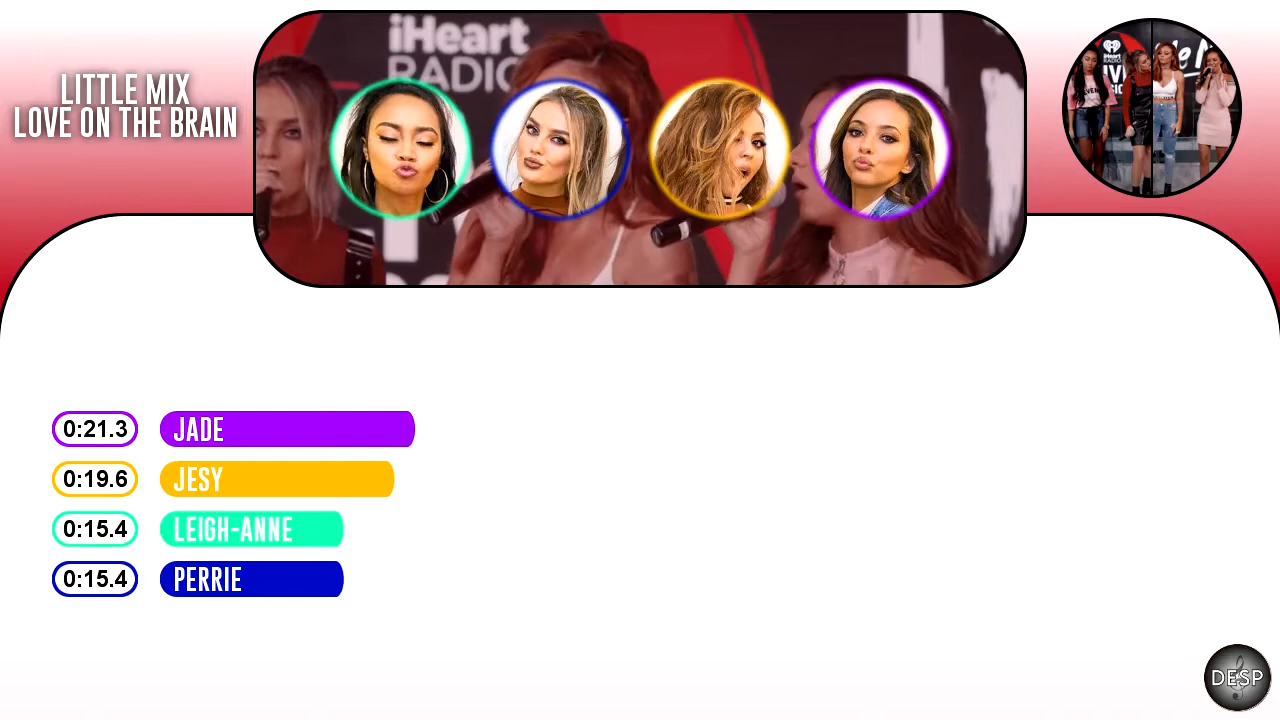 LITTLE MIX
LOVE ON THE BRAIN
iHeart
RADIO
0:21.3 JADE
0:19.6 JESY
0:15.4 LEIGH-ANNE
0:15.4 PERRIE
DESP